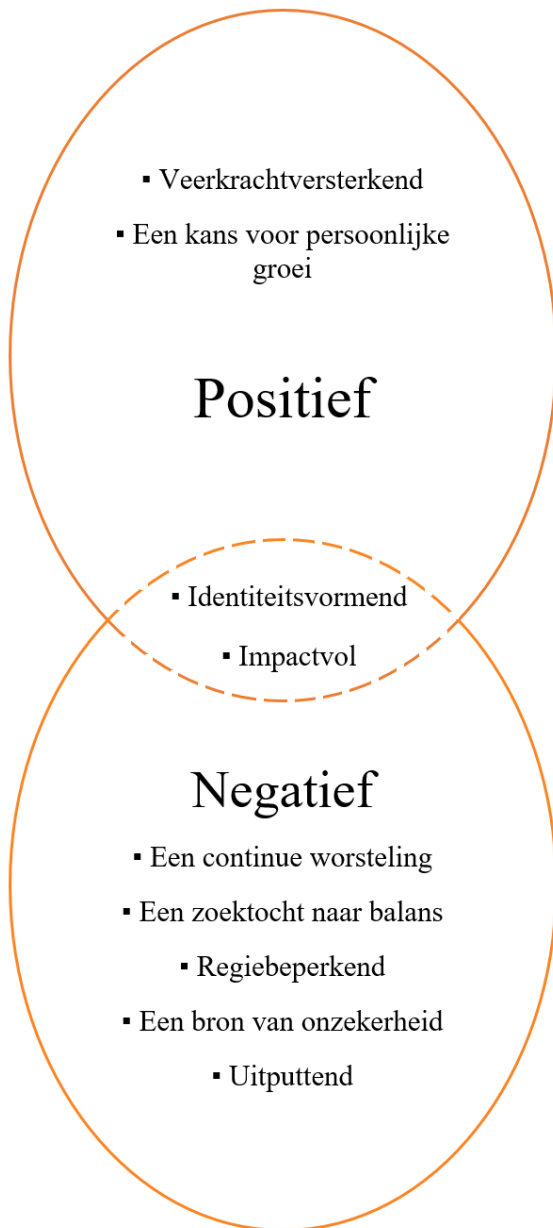 ▪ Veerkrachtversterkend
▪ Een kans voor persoonlijke
groei
Positief
▪ Identiteitsvormend
▪ Impactvol
Negatief
▪ Een continue worsteling
▪ Een zoektocht naar balans
▪ Regiebeperkend
▪ Een bron van onzekerheid
▪ Uitputtend